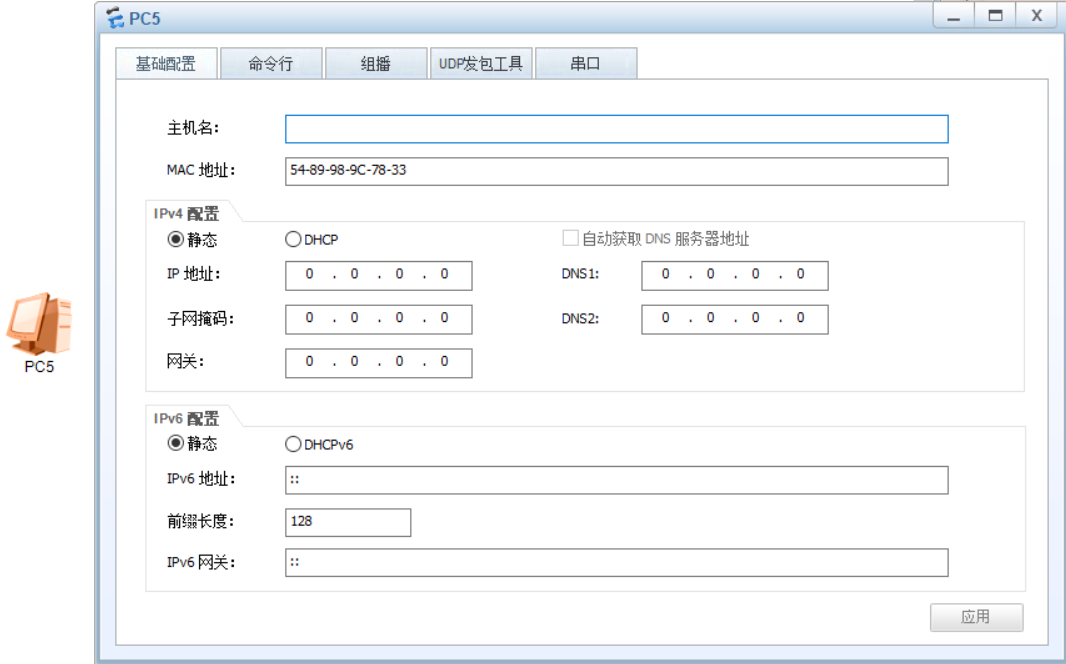 PC5
基础配置 命令行 组播 UDP发包工具 串口
主机名:
MAC 地址: 54-89-98-9C-78-33
IPv4 配置
静态 DHCP 自动获取 DNS 服务器地址
IP 地址: 0 . 0 . 0 . 0 DNS1: 0 . 0 . 0 . 0
子网掩码: 0 . 0 . 0 . 0 DNS2: 0 . 0 . 0 . 0
网关: 0 . 0 . 0 . 0
PC5
IPv6 配置
静态 DHCPv6
IPv6 地址: ::
前缀长度: 128
IPv6 网关: ::
应用